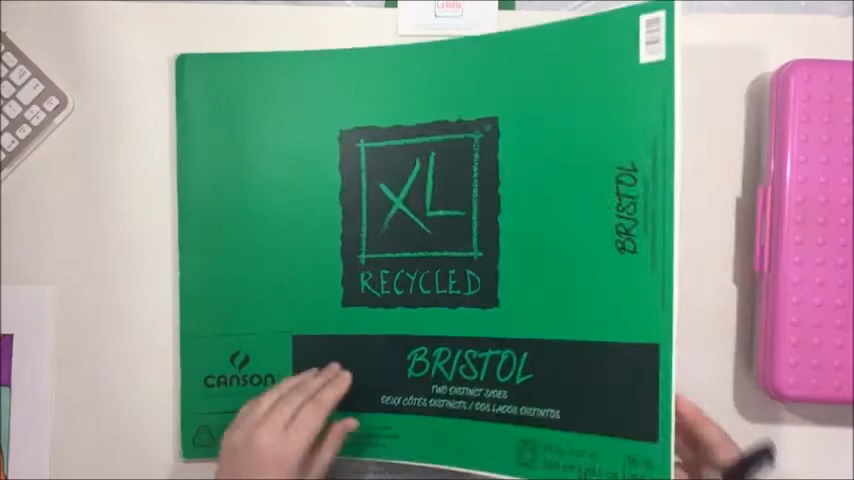 BRISTOL
XL
RECYCLED
CANSON
BRISTOL
TWO DISTINCT SIDES
DEUX CÔTÉS DISTINCTS / DOS LADOS DISTINTOS